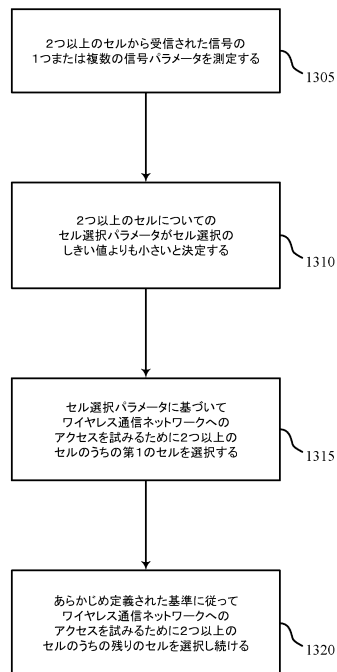 2つ以上のセルから受信された信号の
1つまたは複数の信号パラメータを測定する
1305
2つ以上のセルについての
セル選択パラメータがセル選択の
しきい値よりも小さいと決定する
1310
セル選択パラメータに基づいて
ワイヤレス通信ネットワークへの
アクセスを試みるために2つ以上の
セルのうちの第1のセルを選択する
1315
あらかじめ定義された基準に従って
ワイヤレス通信ネットワークへの
アクセスを試みるために2つ以上の
セルのうちの残りのセルを選択し続ける
1320